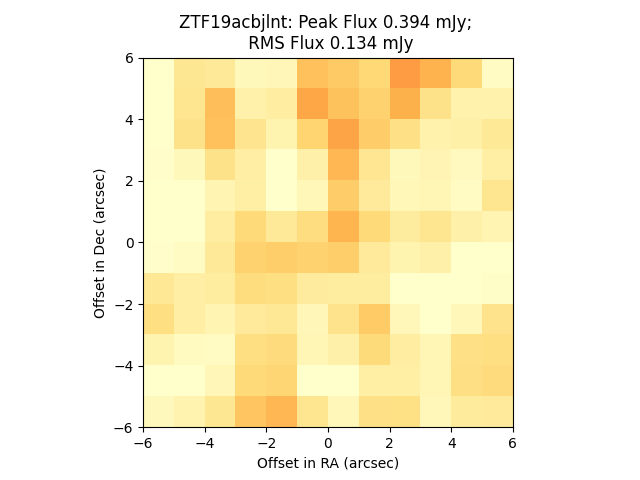 ZTF19acbjlnt: Peak Flux 0.394 mJy;
RMS Flux 0.134 mJy
6
4
2
0
−2
−4
−6
Offset in Dec (arcsec)
−6 −4 −2 0 2 4 6
Offset in RA (arcsec)